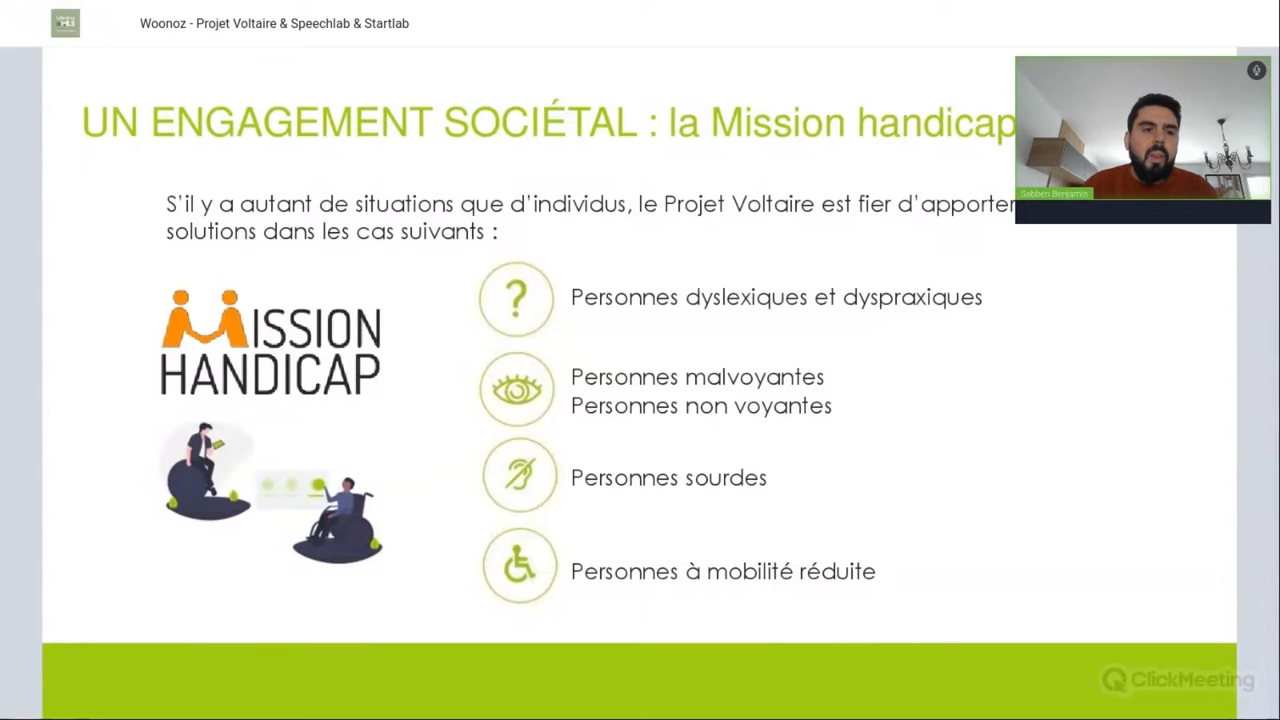 Woonoz - Projet Voltaire & Speechlab & Startlab
UN ENGAGEMENT SOCIÉTAL : la Mission handicap
Sabben Benjamin
S'il y a autant de situations que d'individus, le Projet Voltaire est fier d'apporter
solutions dans les cas suivants :
MISSION
HANDICAP
Personnes dyslexiques et dyspraxiques
Personnes malvoyantes
Personnes non voyantes
Personnes sourdes
Personnes à mobilité réduite
ClickMeeting